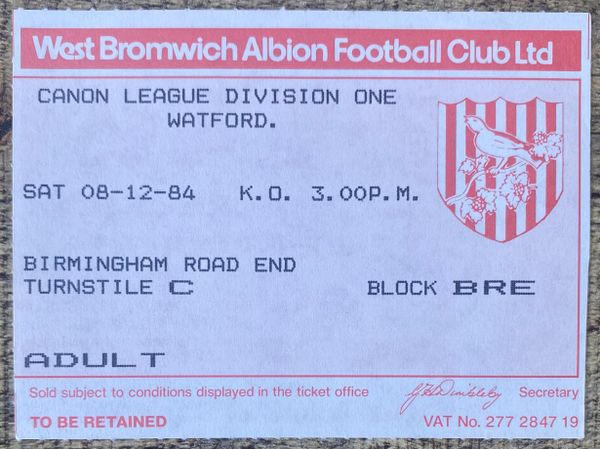 West Bromwich Albion Football Club Ltd
CANON LEAGUE DIVISION ONE
WATFORD.
SAT 08-12-84 K.O. 3.00P.M.
BIRMINGHAM ROAD END
TURNSTILE C BLOCK BRE
ADULT
Sold subject to conditions displayed in the ticket office Secretary
TO BE RETAINED VAT No. 277 2847 19